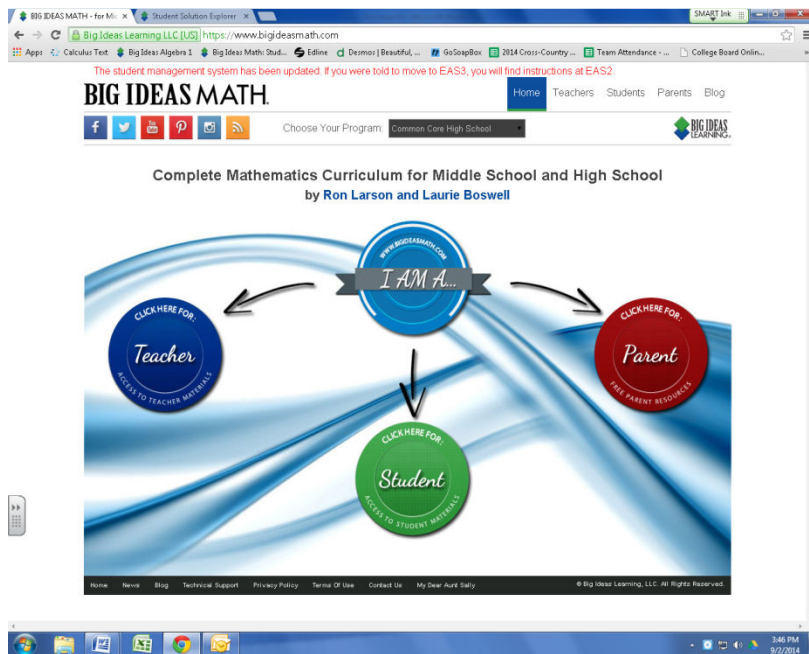 BIG IDEAS MATH - for Mi
Student Solution Explorer
SMART Ink
Big Ideas Learning LLC [US] https://www.bigideasmath.com
Apps Calculus Text Big Ideas Algebra 1 Big Ideas Math: Stud... Edline Desmos | Beautiful, ... GoSoapBox 2014 Cross-Country ... Team Attendance - ... College Board Onlin...
The student management system has been updated. If you were told to move to EAS3, you will find instructions at EAS2.
BIG IDEAS MATH.
Home Teachers Students Parents Blog
f You Tube
Choose Your Program: Common Core High School
BIG IDEAS
LEARNING.
Complete Mathematics Curriculum for Middle School and High School
by Ron Larson and Laurie Boswell
WWW.BIGIDEASMATH.COM
I AM A...
CLICK HERE FOR:
Teacher
ACCESS TO TEACHER MATERIALS
CLICK HERE FOR:
Parent
FREE PARENT RESOURCES
CLICK HERE FOR:
Student
ACCESS TO STUDENT MATERIALS
Home News Blog Technical Support Privacy Policy Terms Of Use Contact Us My Dear Aunt Sally © Big Ideas Learning, LLC. All Rights Reserved.
3:46 PM
9/2/2014